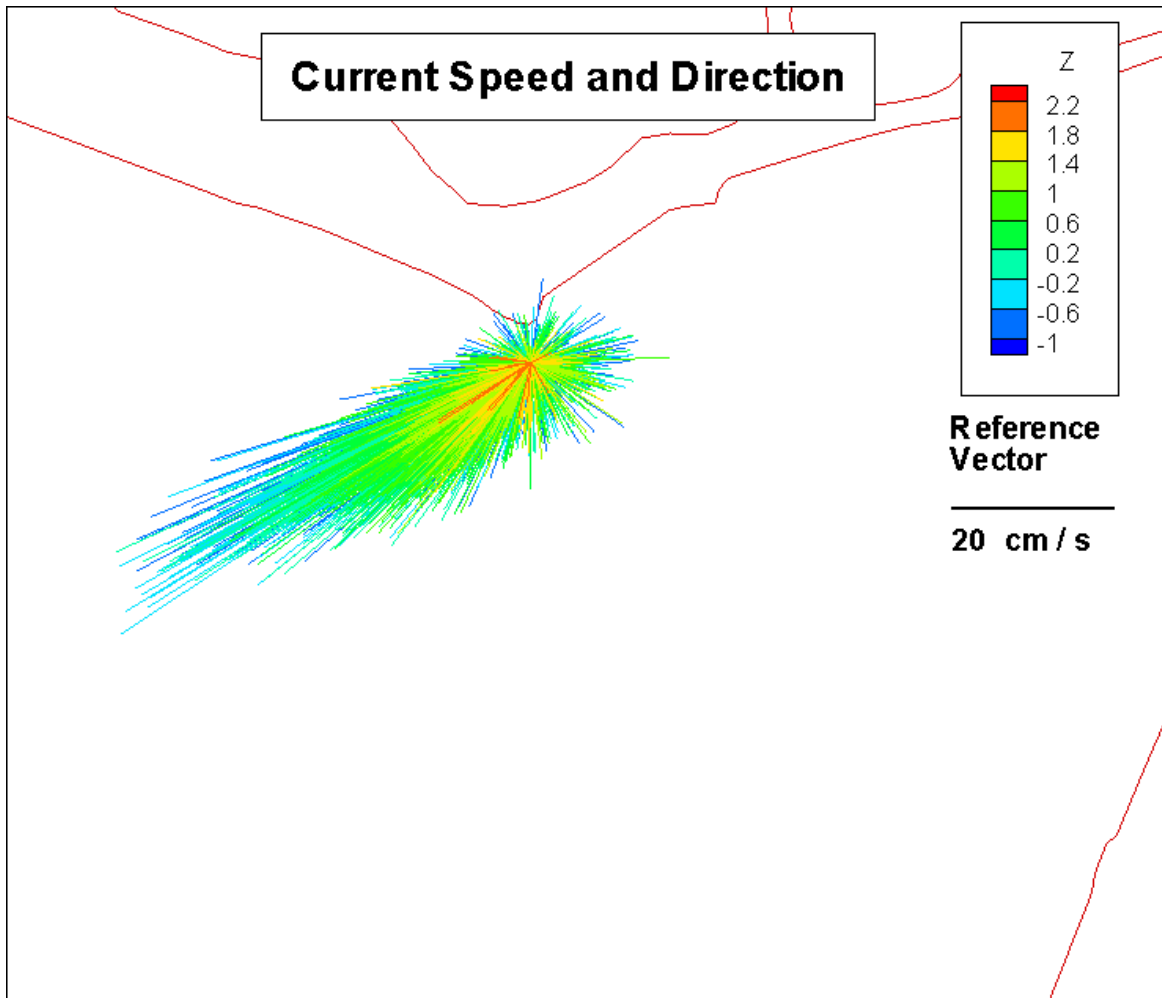 Current Speed and Direction
Z
2.2
1.8
1.4
1
0.6
0.2
-0.2
-0.6
-1
Reference
Vector
20 cm / s